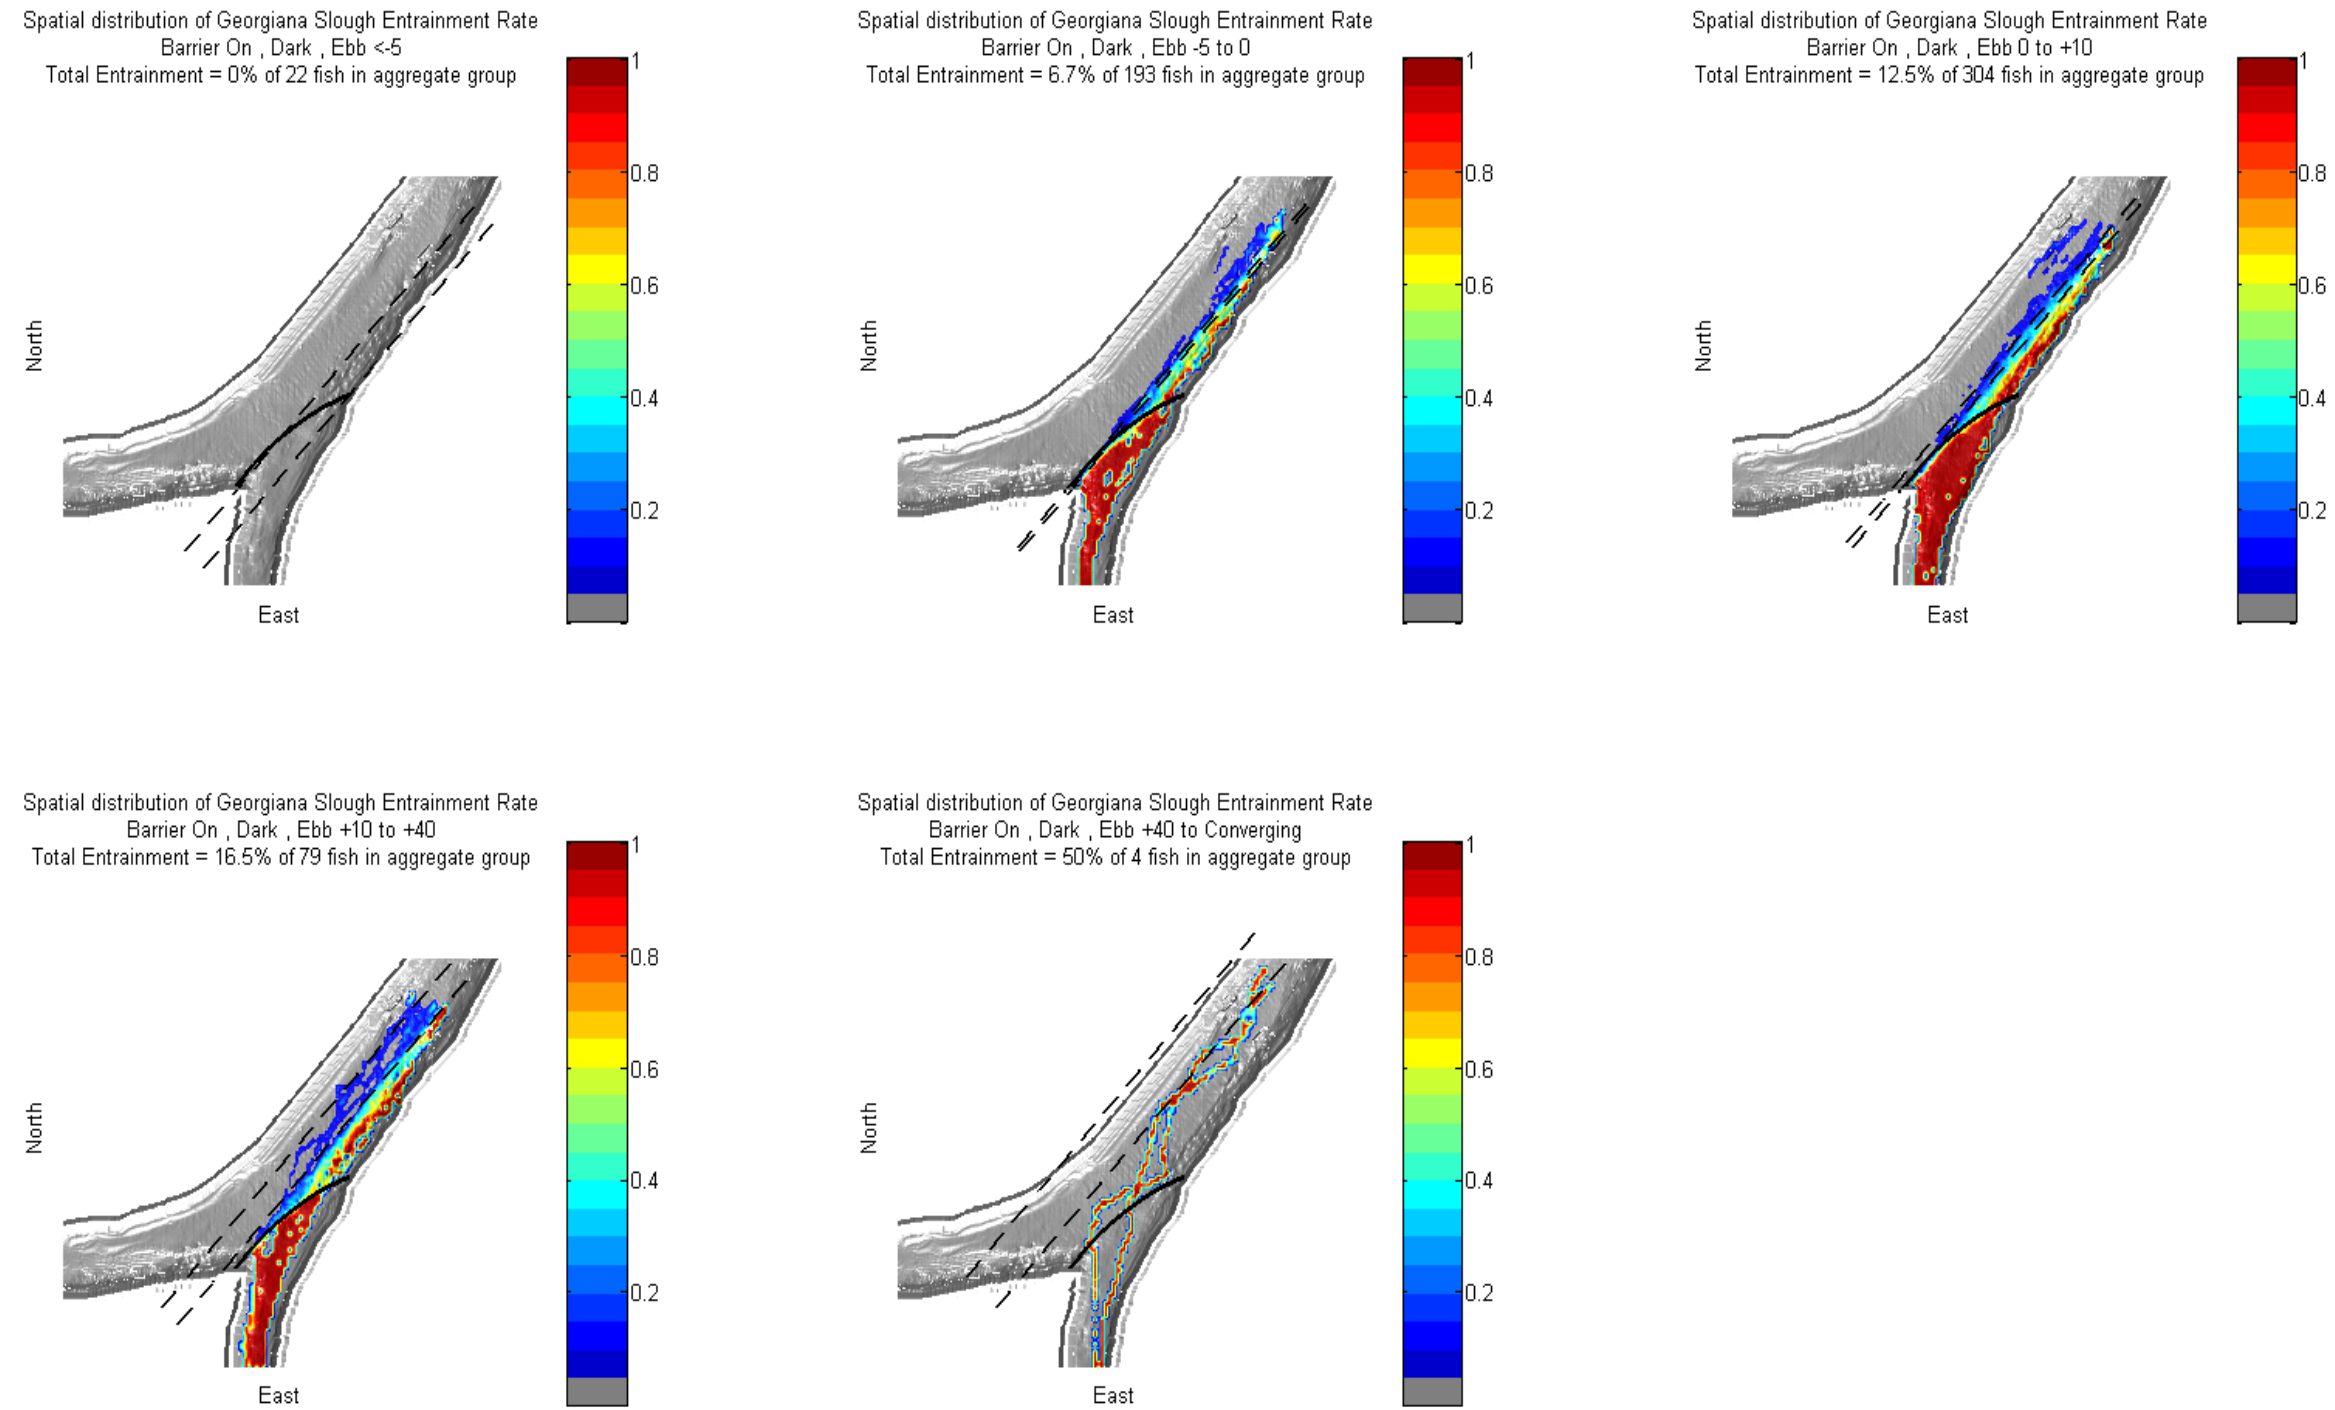 Spatial distribution of Georgiana Slough Entrainment Rate
Barrier On , Dark , Ebb <-5
Total Entrainment = 0% of 22 fish in aggregate group
1
0.8
0.6
0.4
0.2
North
East
Spatial distribution of Georgiana Slough Entrainment Rate
Barrier On , Dark , Ebb -5 to 0
Total Entrainment = 6.7% of 193 fish in aggregate group
1
0.8
0.6
0.4
0.2
North
East
Spatial distribution of Georgiana Slough Entrainment Rate
Barrier On , Dark , Ebb 0 to +10
Total Entrainment = 12.5% of 304 fish in aggregate group
1
0.8
0.6
0.4
0.2
North
East
Spatial distribution of Georgiana Slough Entrainment Rate
Barrier On , Dark , Ebb +10 to +40
Total Entrainment = 16.5% of 79 fish in aggregate group
1
0.8
0.6
0.4
0.2
North
East
Spatial distribution of Georgiana Slough Entrainment Rate
Barrier On , Dark , Ebb +40 to Converging
Total Entrainment = 50% of 4 fish in aggregate group
1
0.8
0.6
0.4
0.2
North
East